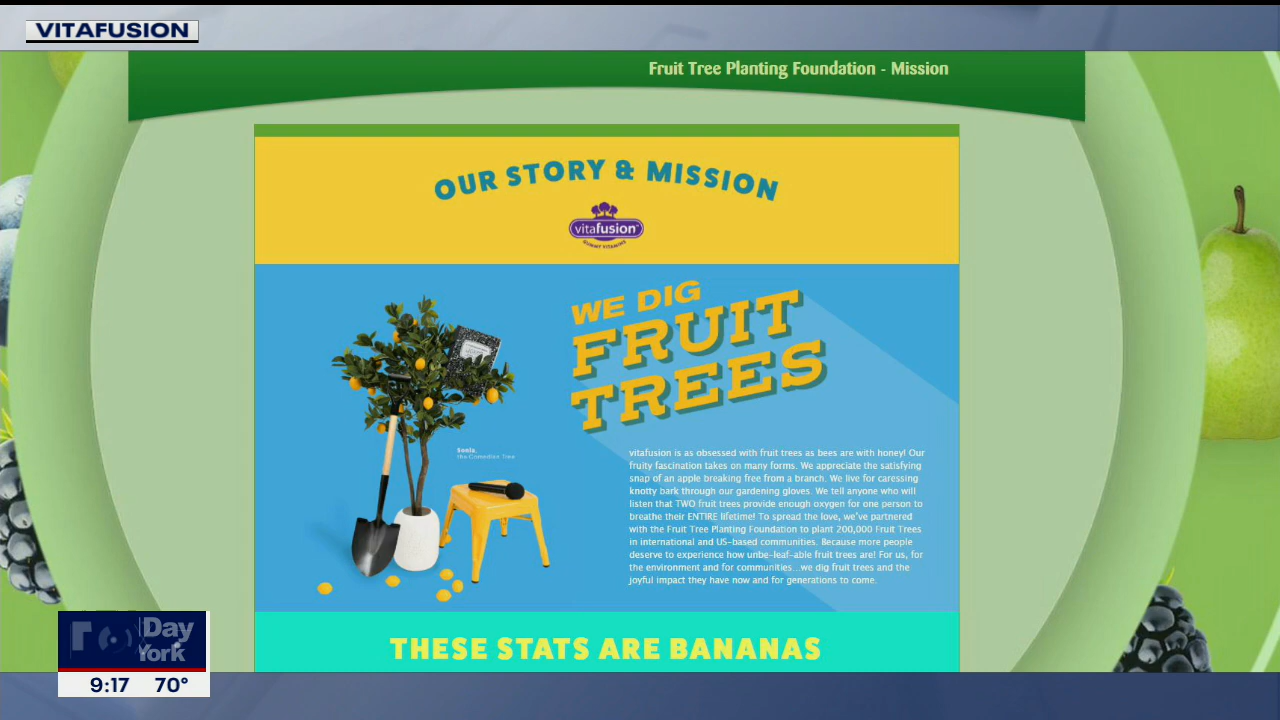 VITAFUSION
Fruit Tree Planting Foundation - Mission
OUR STORY & MISSION
vitafusion
GUMMY VITAMINS
WE DIG
FRUIT
TREES
Sonia,
the Comedian Tree
vitafusion is as obsessed with fruit trees as bees are with honey! Our
fruity fascination takes on many forms. We appreciate the satisfying
snap of an apple breaking free from a branch. We live for caressing
knotty bark through our gardening gloves. We tell anyone who will
listen that TWO fruit trees provide enough oxygen for one person to
breathe their ENTIRE lifetime! To spread the love, we've partnered
with the Fruit Tree Planting Foundation to plant 200,000 Fruit Trees
in international and US-based communities. Because more people
deserve to experience how unbe-leaf-able fruit trees are! For us, for
the environment and for communities...we dig fruit trees and the
joyful impact they have now and for generations to come.
THESE STATS ARE BANANAS
Day
York
9:17 70°